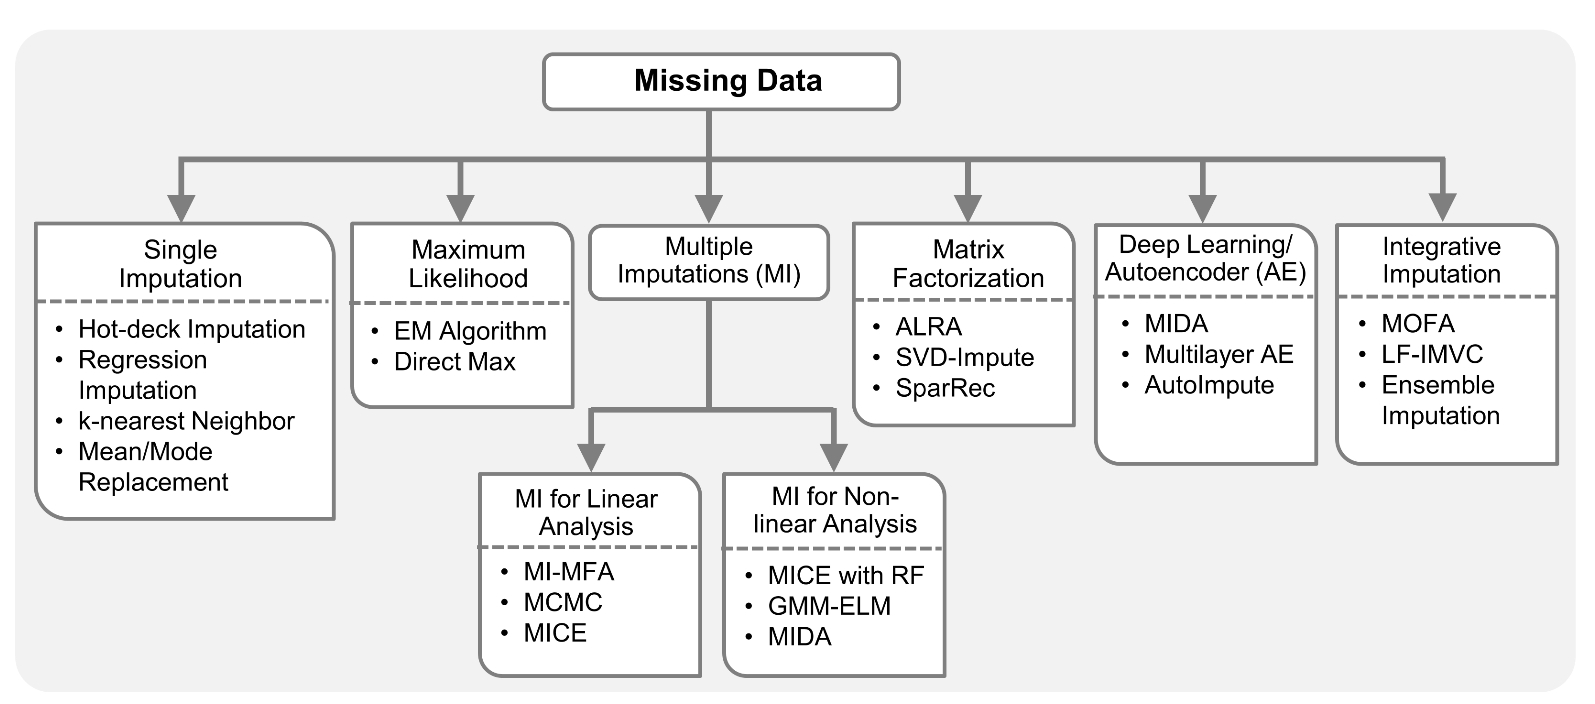 Missing Data
Single
Imputation
• Hot-deck Imputation
• Regression
Imputation
• k-nearest Neighbor
• Mean/Mode
Replacement
Maximum
Likelihood
• EM Algorithm
• Direct Max
Multiple
Imputations (MI)
MI for Linear
Analysis
• MI-MFA
• MCMC
• MICE
MI for Non-
linear Analysis
• MICE with RF
• GMM-ELM
• MIDA
Matrix
Factorization
• ALRA
• SVD-Impute
• SparRec
Deep Learning/
Autoencoder (AE)
• MIDA
• Multilayer AE
• AutoImpute
Integrative
Imputation
• MOFA
• LF-IMVC
• Ensemble
Imputation